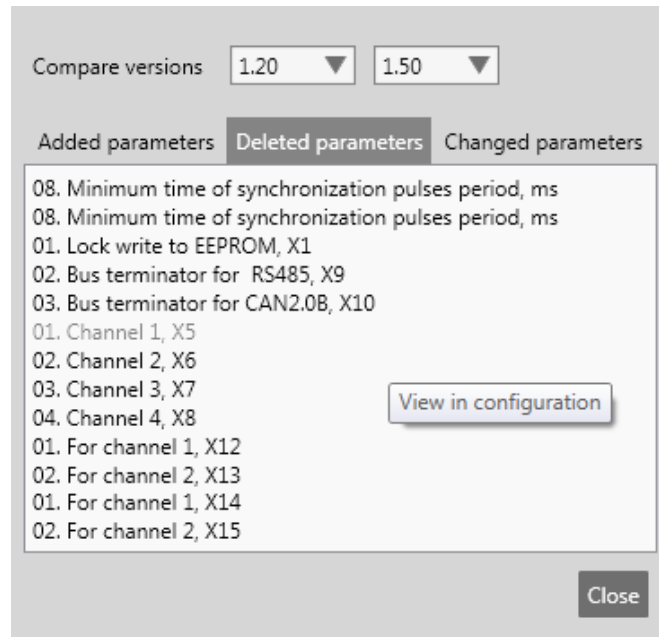 Compare versions 1.20 1.50
Added parameters Deleted parameters Changed parameters
08. Minimum time of synchronization pulses period, ms
08. Minimum time of synchronization pulses period, ms
01. Lock write to EEPROM, X1
02. Bus terminator for  RS485, X9
03. Bus terminator for CAN2.0B, X10
01. Channel 1, X5
02. Channel 2, X6
03. Channel 3, X7
View in configuration
04. Channel 4, X8
01. For channel 1, X12
02. For channel 2, X13
01. For channel 1, X14
02. For channel 2, X15
Close